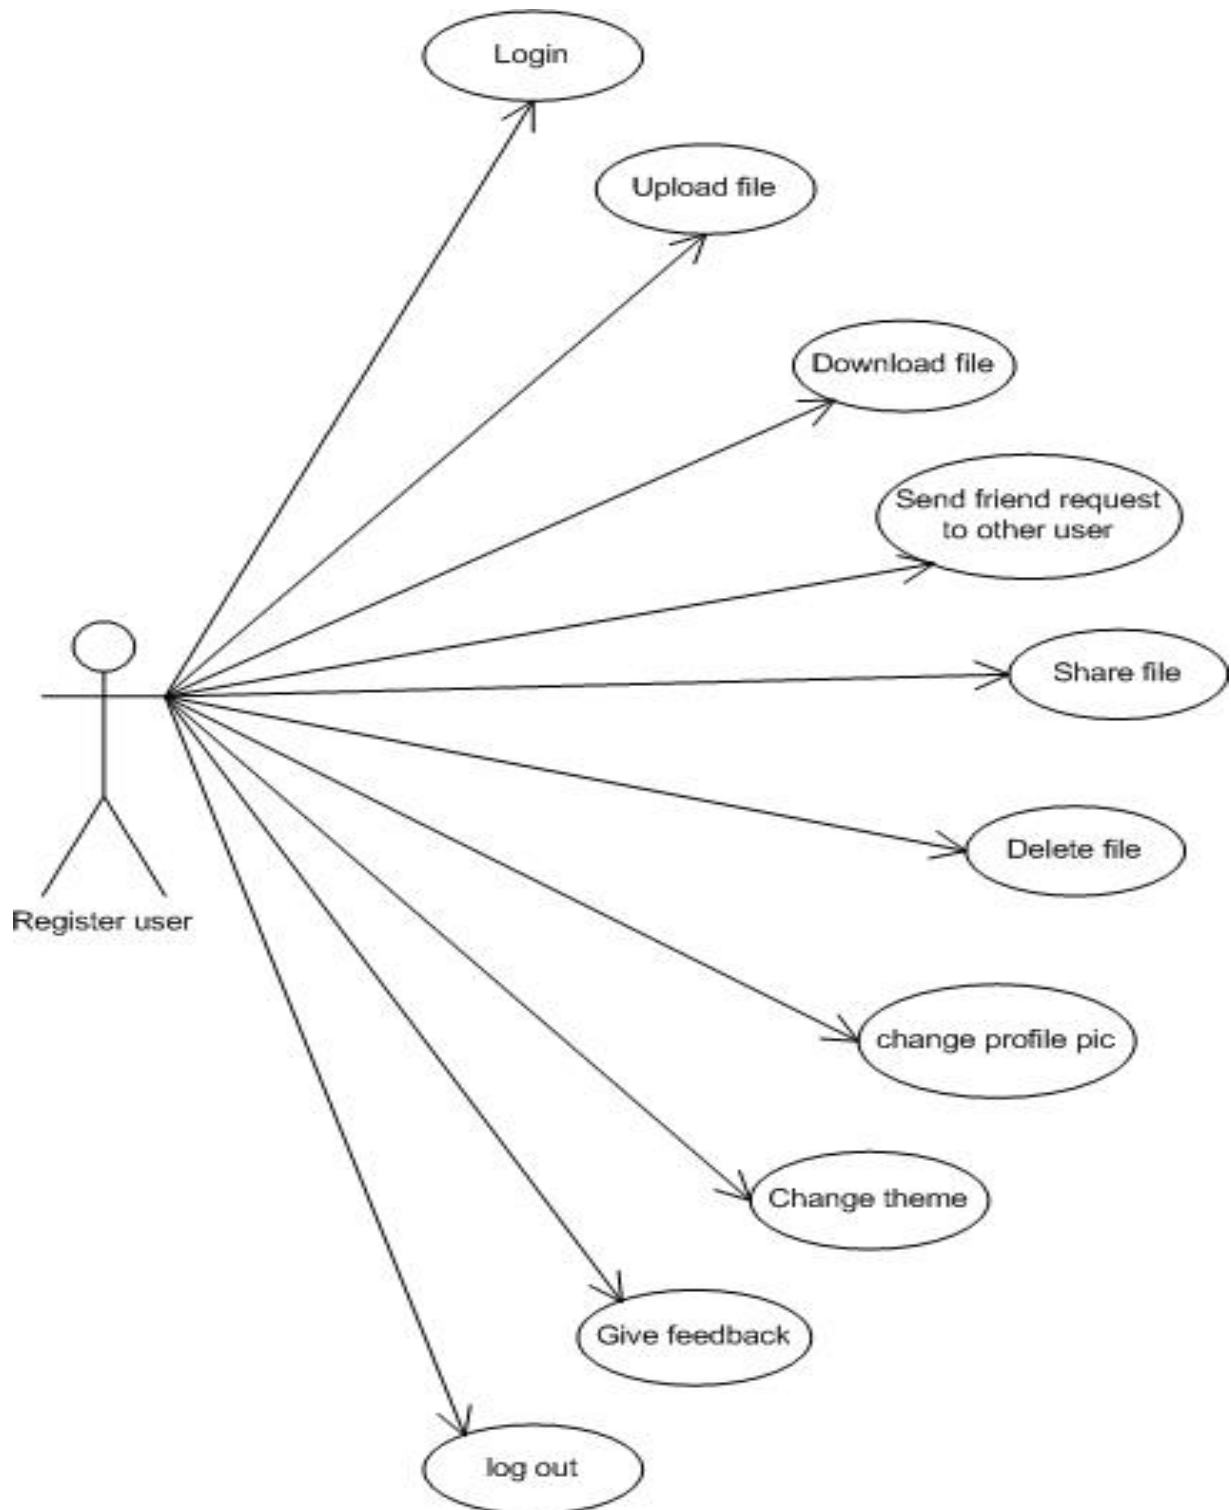 Login
Upload file
Download file
Send friend request
to other user
Share file
Delete file
Register user
change profile pic
Change theme
Give feedback
log out